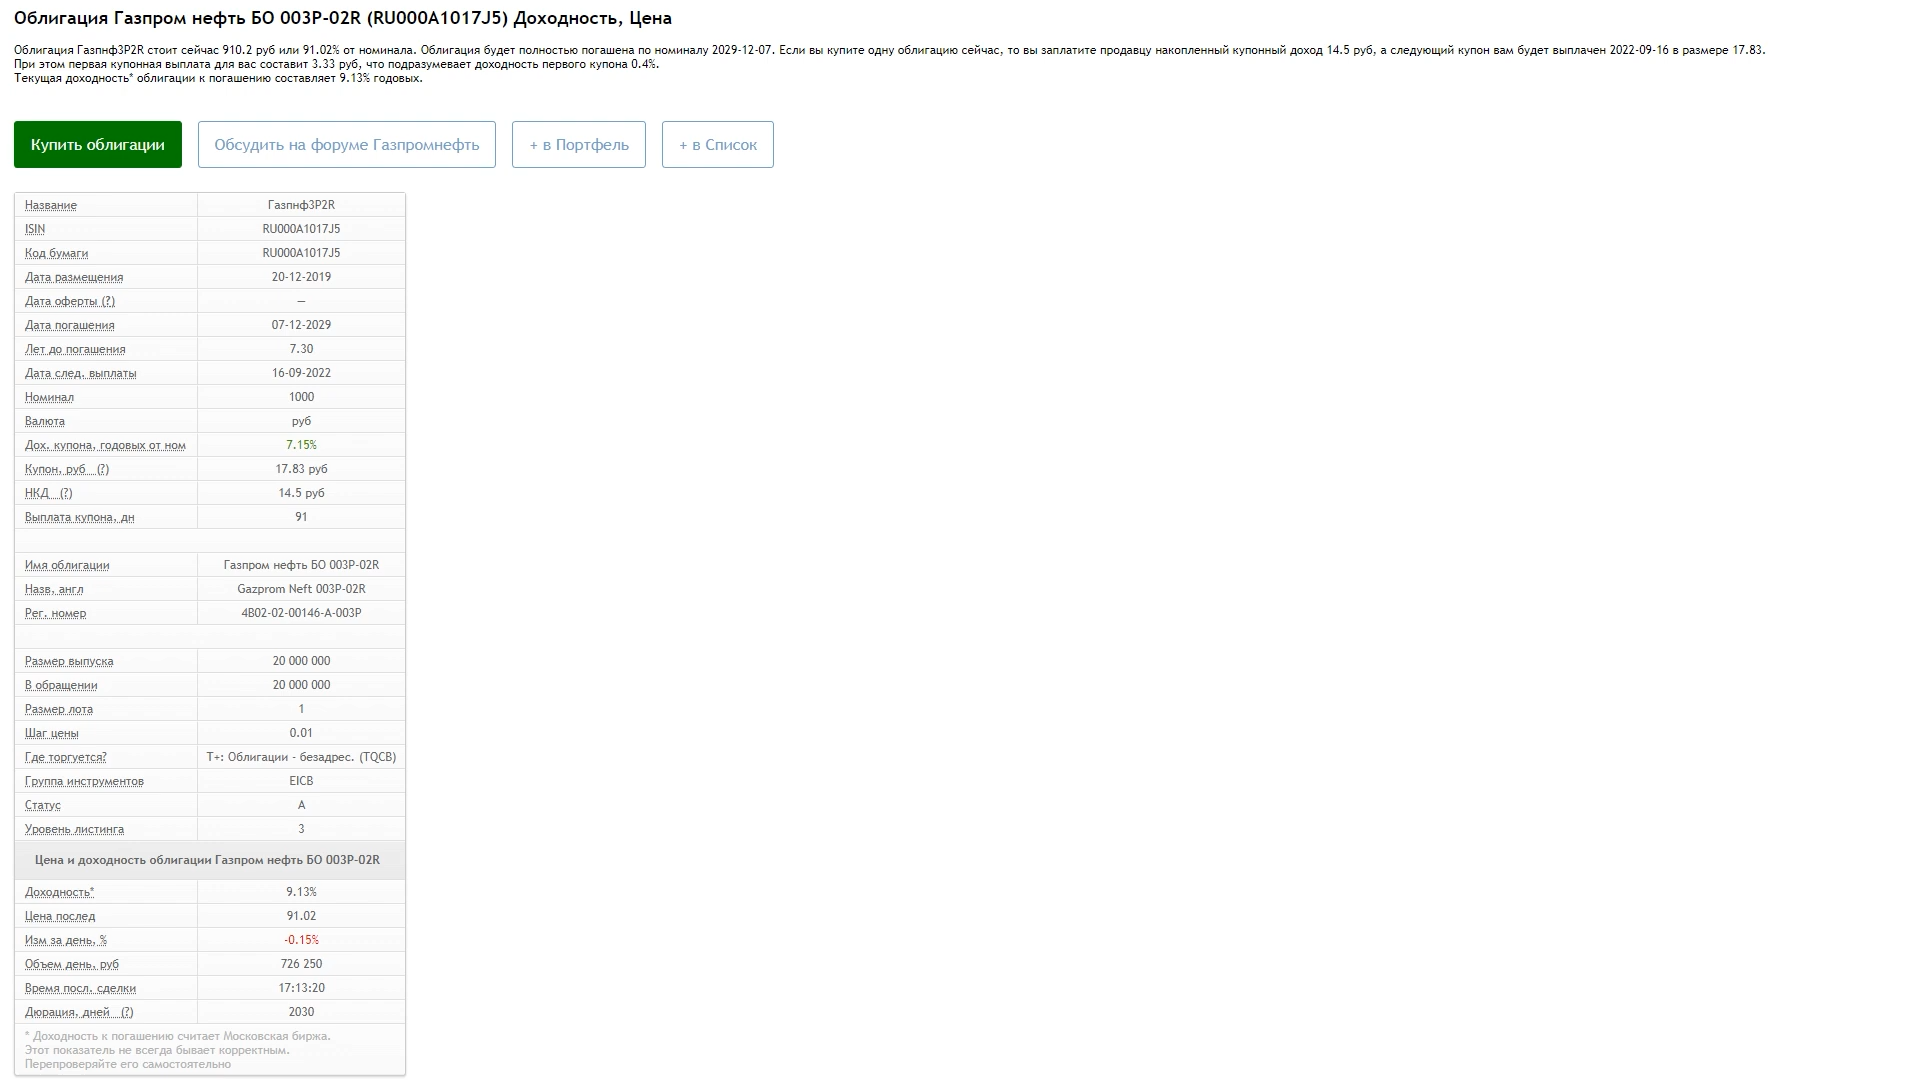 Облигация Газпром нефть БО 003P-02R (RU000A1017J5) Доходность, Цена
Облигация Газпнф3P2R стоит сейчас 910.2 руб или 91.02% от номинала. Облигация будет полностью погашена по номиналу 2029-12-07. Если вы купите одну облигацию сейчас, то вы заплатите продавцу накопленный купонный доход 14.5 руб, а следующий купон вам будет выплачен 2022-09-16 в размере 17.83.
При этом первая купонная выплата для вас составит 3.33 руб, что подразумевает доходность первого купона 0.4%.
Текущая доходность* облигации к погашению составляет 9.13% годовых.
Купить облигации Обсудить на форуме Газпромнефть + в Портфель + в Список
Название Газпнф3P2R
ISIN RU000A1017J5
Код бумаги RU000A1017J5
Дата размещения 20-12-2019
Дата оферты (?) —
Дата погашения 07-12-2029
Лет до погашения 7.30
Дата след. выплаты 16-09-2022
Номинал 1000
Валюта руб
Дох. купона, годовых от ном 7.15%
Купон, руб (?) 17.83 руб
НКД (?) 14.5 руб
Выплата купона, дн 91
Имя облигации Газпром нефть БО 003P-02R
Назв, англ Gazprom Neft 003P-02R
Рег. номер 4B02-02-00146-A-003P
Размер выпуска 20 000 000
В обращении 20 000 000
Размер лота 1
Шаг цены 0.01
Где торгуется? Т+: Облигации - безадрес. (TQCB)
Группа инструментов EICB
Статус A
Уровень листинга 3
Цена и доходность облигации Газпром нефть БО 003P-02R
Доходность* 9.13%
Цена послед 91.02
Изм за день, % -0.15%
Объем день, руб 726 250
Время посл. сделки 17:13:20
Дюрация, дней (?) 2030
* Доходность к погашению считает Московская биржа.
Этот показатель не всегда бывает корректным.
Перепроверяйте его самостоятельно